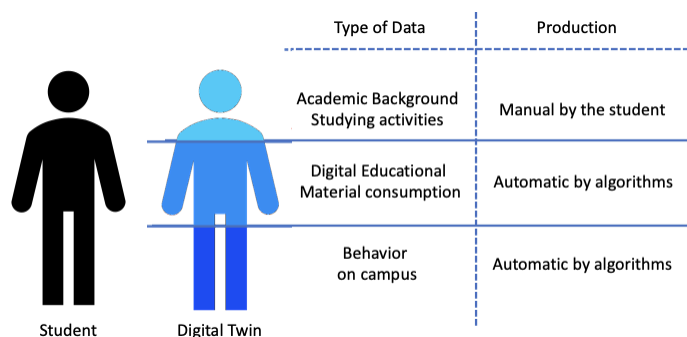 Type of Data
Production
Academic Background
Studying activities
Manual by the student
Digital Educational
Material consumption
Automatic by algorithms
Behavior
on campus
Automatic by algorithms
Student
Digital Twin